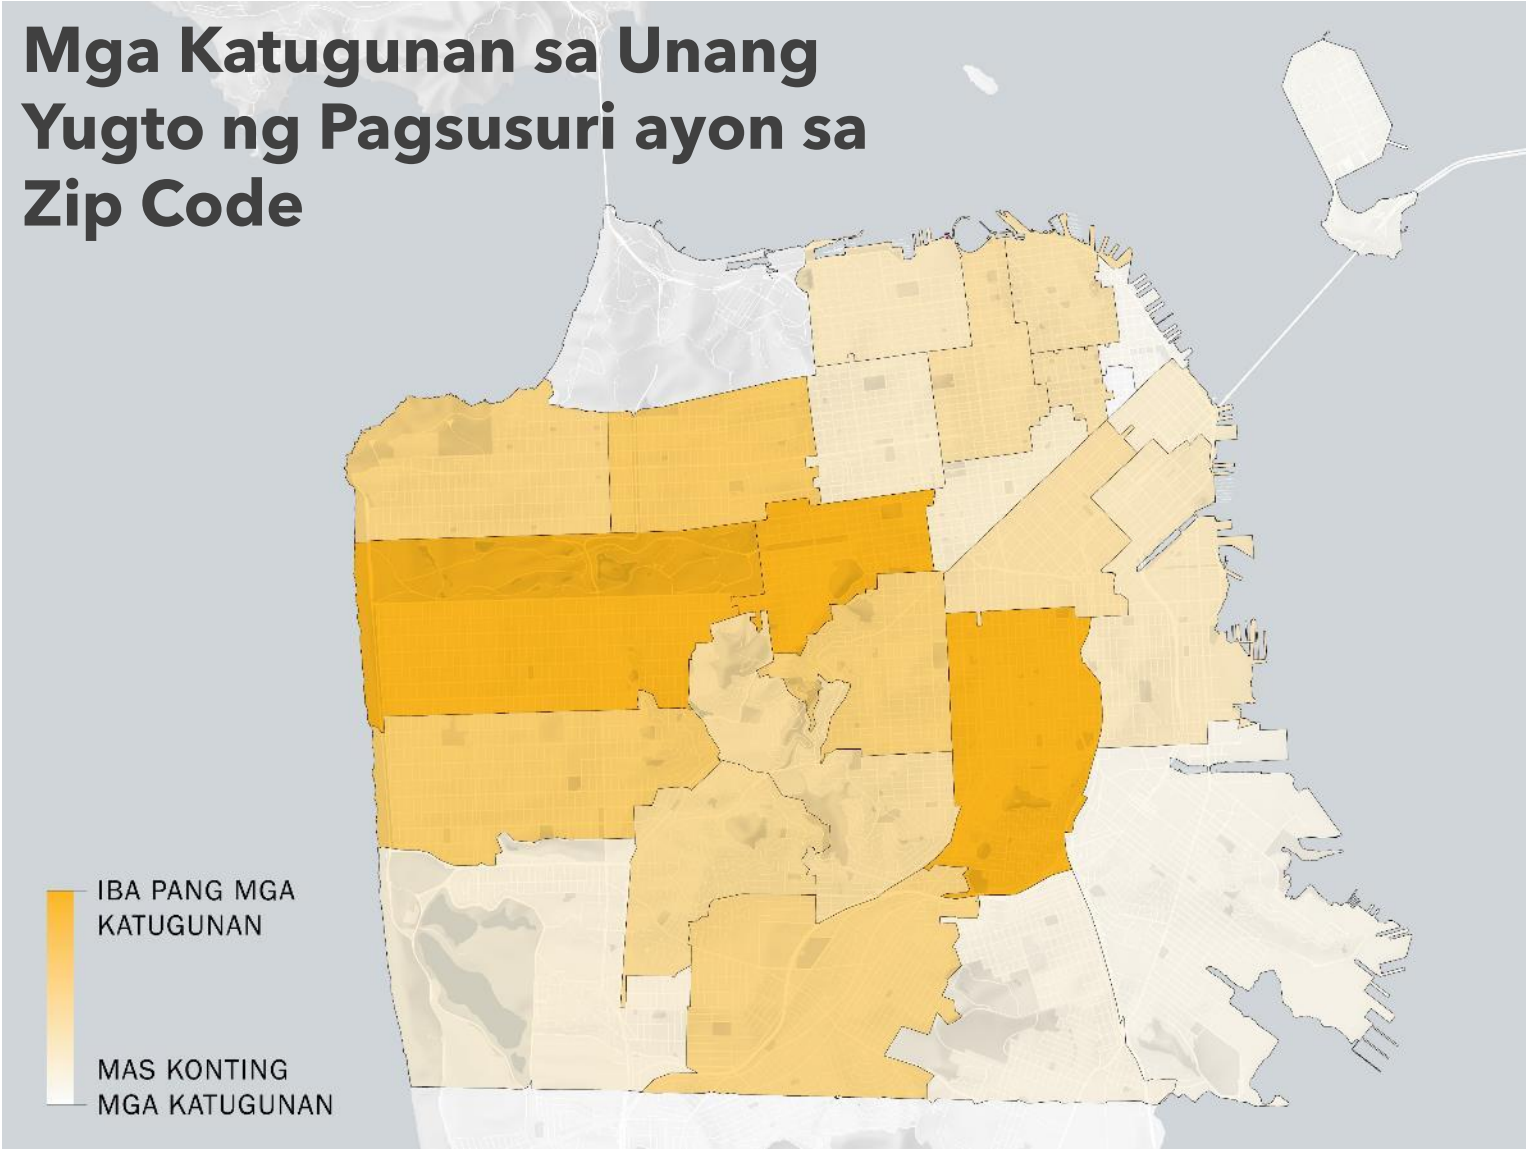 Mga Katugunan sa Unang
Yugto ng Pagsusuri ayon sa
Zip Code
IBA PANG MGA
KATUGUNAN
MAS KONTING
MGA KATUGUNAN